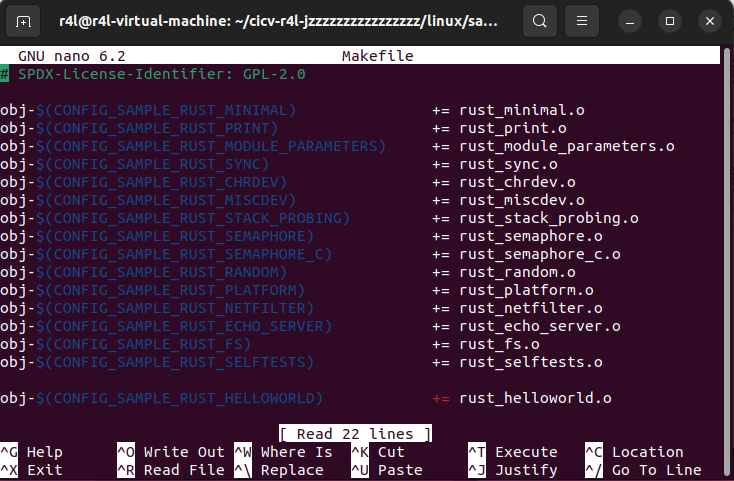 r4l@r4l-virtual-machine: ~/cicv-r4l-jzzzzzzzzzzzzzzzz/linux/sa...
GNU nano 6.2 Makefile
# SPDX-License-Identifier: GPL-2.0
obj-$(CONFIG_SAMPLE_RUST_MINIMAL) += rust_minimal.o
obj-$(CONFIG_SAMPLE_RUST_PRINT) += rust_print.o
obj-$(CONFIG_SAMPLE_RUST_MODULE_PARAMETERS) += rust_module_parameters.o
obj-$(CONFIG_SAMPLE_RUST_SYNC) += rust_sync.o
obj-$(CONFIG_SAMPLE_RUST_CHRDEV) += rust_chrdev.o
obj-$(CONFIG_SAMPLE_RUST_MISCDEV) += rust_miscdev.o
obj-$(CONFIG_SAMPLE_RUST_STACK_PROBING) += rust_stack_probing.o
obj-$(CONFIG_SAMPLE_RUST_SEMAPHORE) += rust_semaphore.o
obj-$(CONFIG_SAMPLE_RUST_SEMAPHORE_C) += rust_semaphore_c.o
obj-$(CONFIG_SAMPLE_RUST_RANDOM) += rust_random.o
obj-$(CONFIG_SAMPLE_RUST_PLATFORM) += rust_platform.o
obj-$(CONFIG_SAMPLE_RUST_NETFILTER) += rust_netfilter.o
obj-$(CONFIG_SAMPLE_RUST_ECHO_SERVER) += rust_echo_server.o
obj-$(CONFIG_SAMPLE_RUST_FS) += rust_fs.o
obj-$(CONFIG_SAMPLE_RUST_SELFTESTS) += rust_selftests.o
obj-$(CONFIG_SAMPLE_RUST_HELLOWORLD) += rust_helloworld.o
[ Read 22 lines ]
^G Help ^O Write Out ^W Where Is ^K Cut ^T Execute ^C Location
^X Exit ^R Read File ^\ Replace ^U Paste ^J Justify ^/ Go To Line